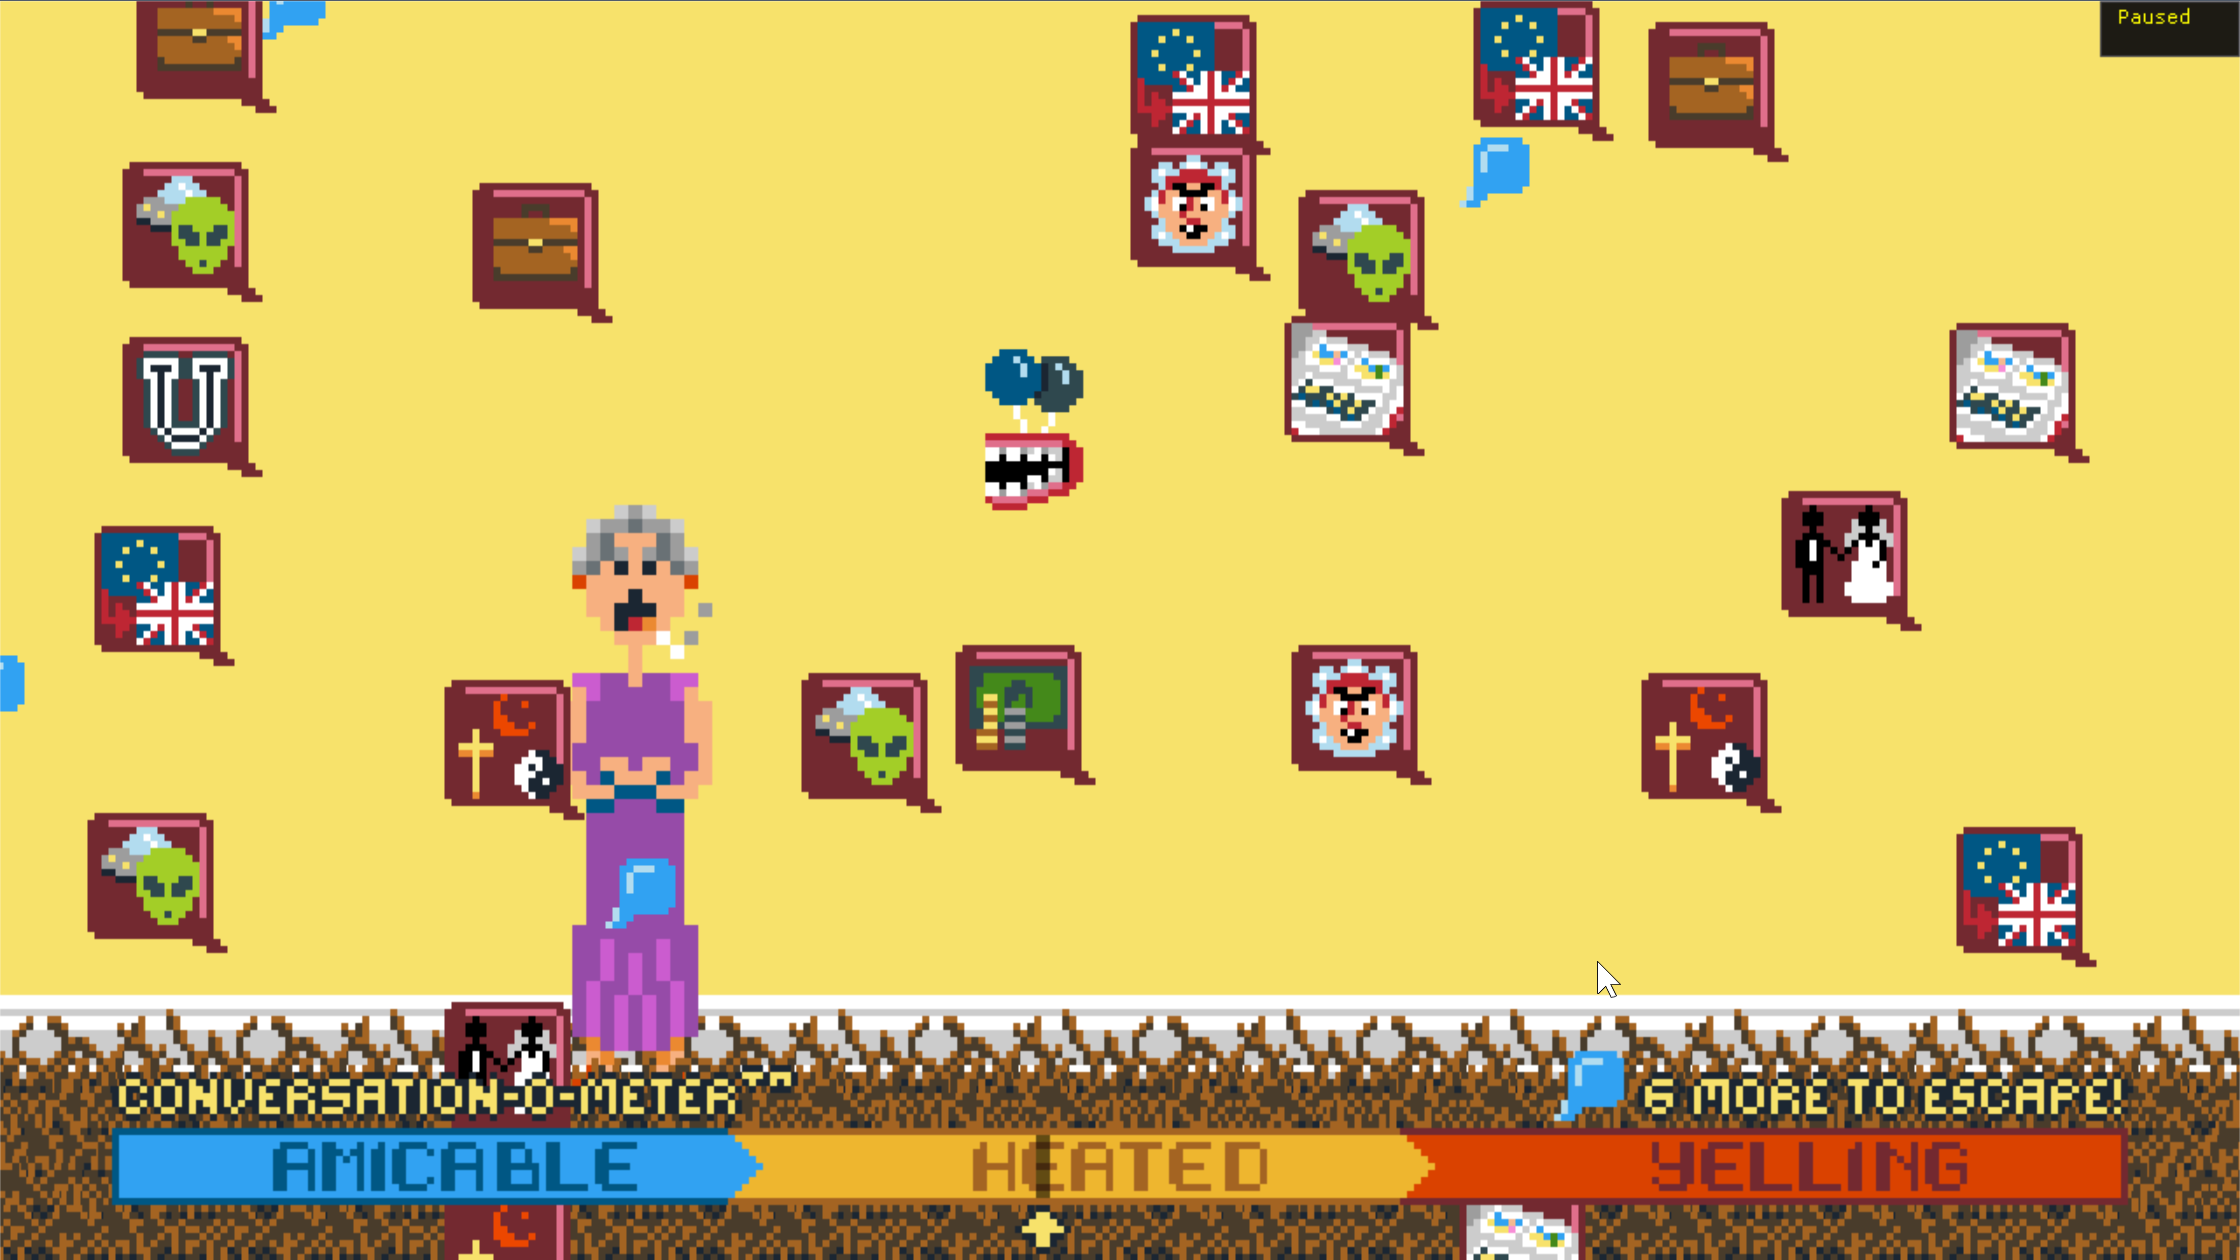 Paused
U
CONVERSATION-O-METER™
6 MORE TO ESCAPE!
AMICABLE
HEATED
YELLING